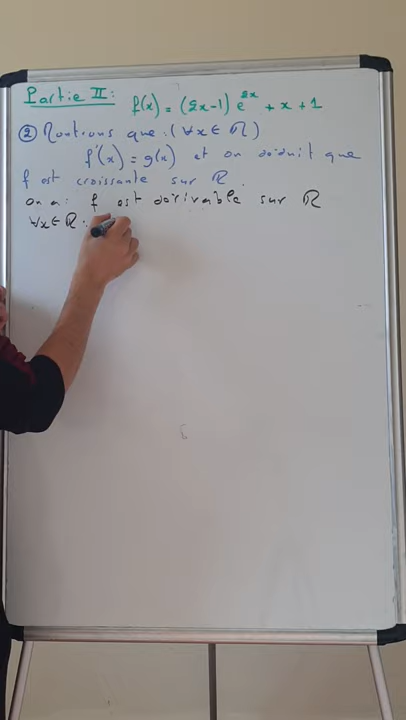 Partie II: f(x) = (2x-1) e^{2x} + x + 1
② Montrons que: (∀x ∈ ℝ)
f'(x) = g(x) et on déduit que
f est croissante sur ℝ.
on a: f est dérivable sur ℝ
∀x ∈ ℝ: